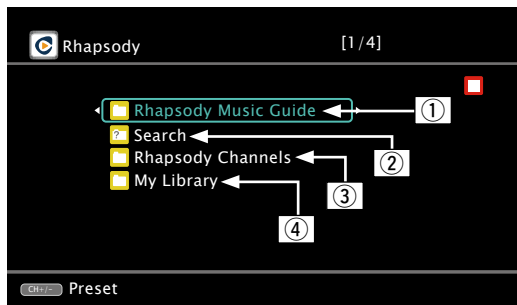 Rhapsody [1/4]
Rhapsody Music Guide ①
? Search ②
Rhapsody Channels ③
My Library ④
CH+/- Preset